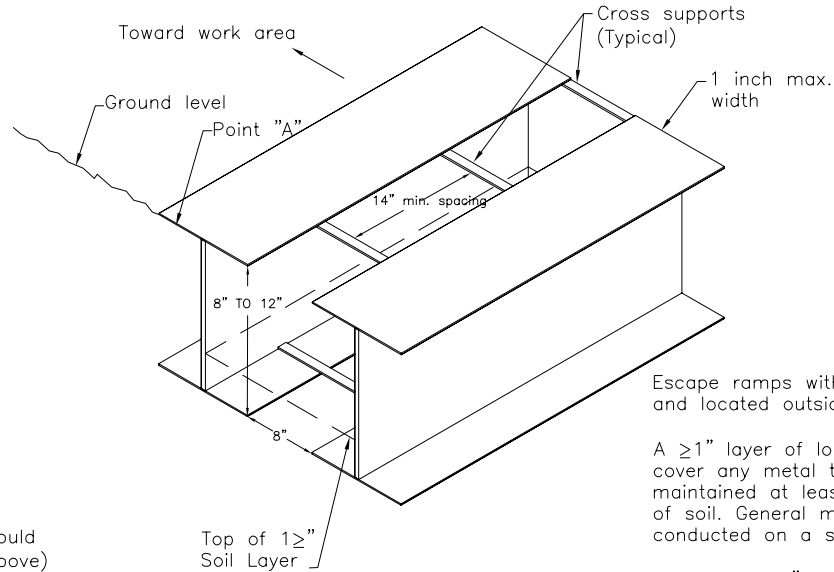 Cross supports
(Typical)
Toward work area
1 inch max.
width
Ground level
Point "A"
14" min. spacing
8" TO 12"
8"
Escape ramps with
and located outsid
A ≥1" layer of lo
cover any metal t
maintained at leas
of soil. General m
conducted on a s
ould
bove)
Top of 1≥"
Soil Layer